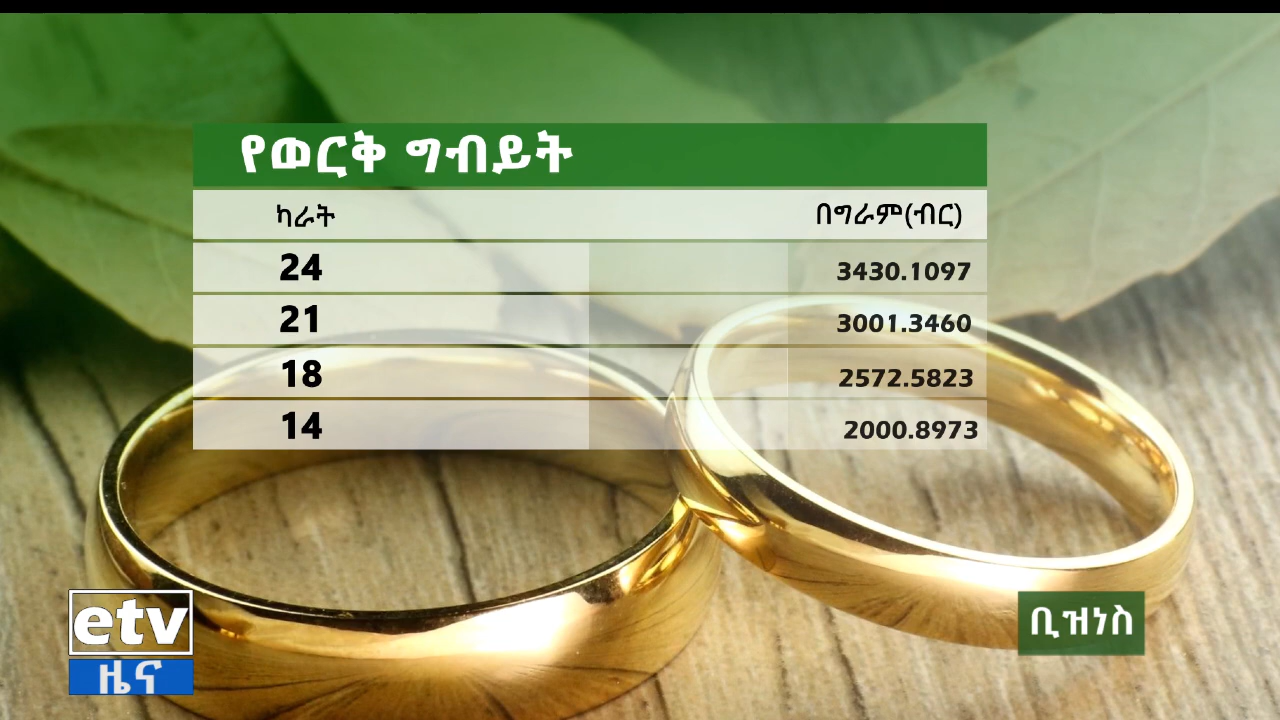 የወርቅ ግብይት
ካራት በግራም(ብር)
24 3430.1097
21 3001.3460
18 2572.5823
14 2000.8973
etv
ዜና
ቢዝነስ